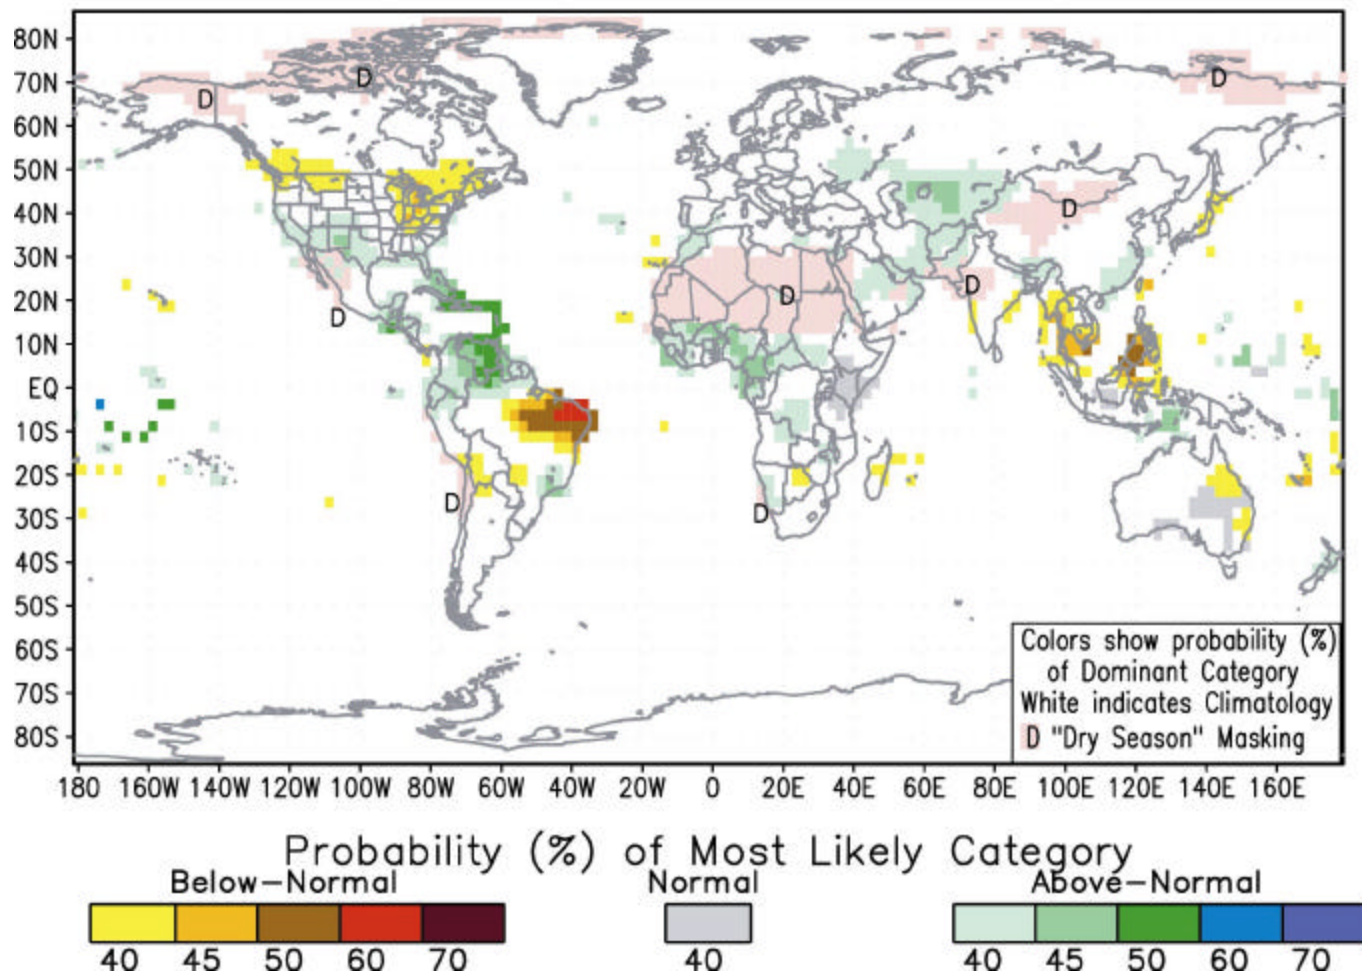 80N
70N
60N
50N
40N
30N
20N
10N
EQ
10S
20S
30S
40S
50S
60S
70S
80S
D
D
D
D
D
D
D
D
D
Colors show probability (%)
of Dominant Category
White indicates Climatology
D "Dry Season" Masking
180 160W 140W 120W 100W 80W 60W 40W 20W 0 20E 40E 60E 80E 100E 120E 140E 160E
Probability (%) of Most Likely Category
Below-Normal Normal Above-Normal
40 45 50 60 70 40 40 45 50 60 70